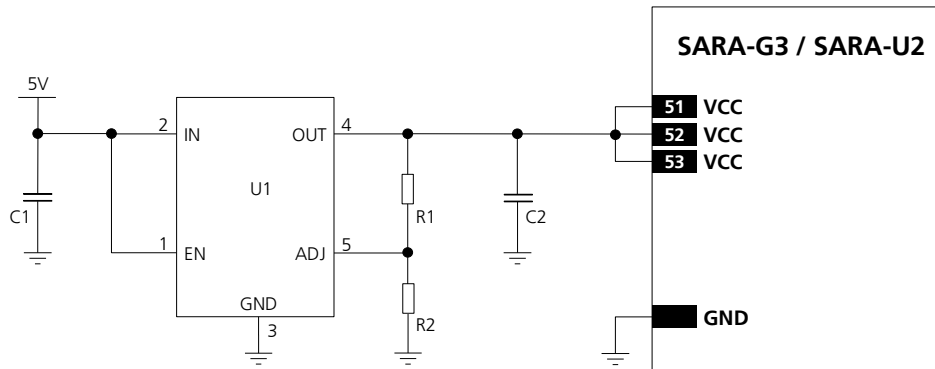 SARA-G3 / SARA-U2
5V
51 VCC
2 IN OUT 4
52 VCC
53 VCC
U1
C1
R1
C2
1 EN ADJ 5
GND
R2
GND
3